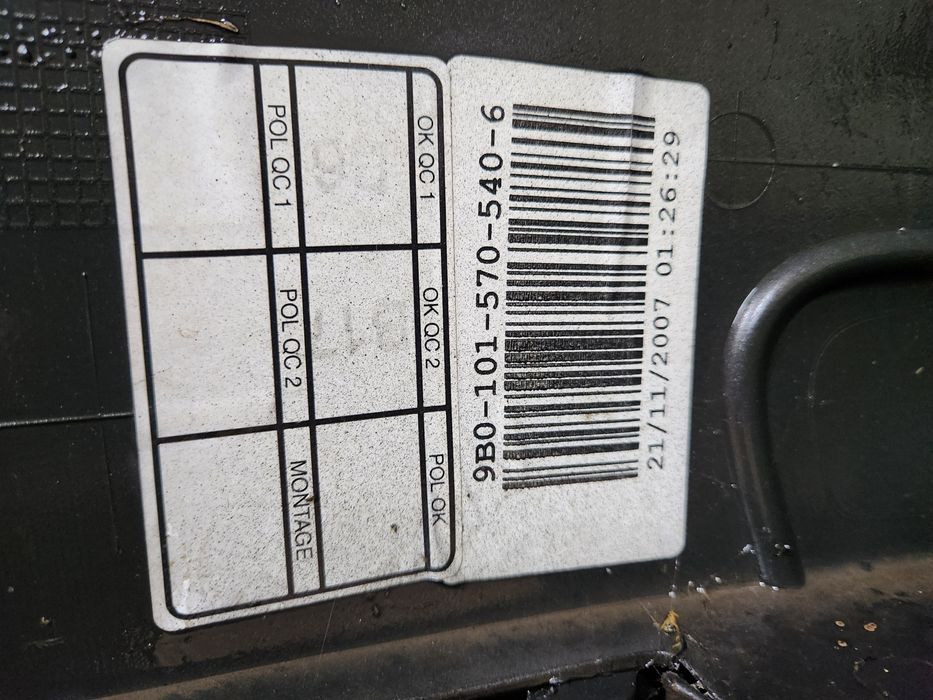 OK QC 1
OK QC 2
POL OK
POL QC 1
POL QC 2
MONTAGE
21/11/2007 01:26:29
9B0-101-570-540-6